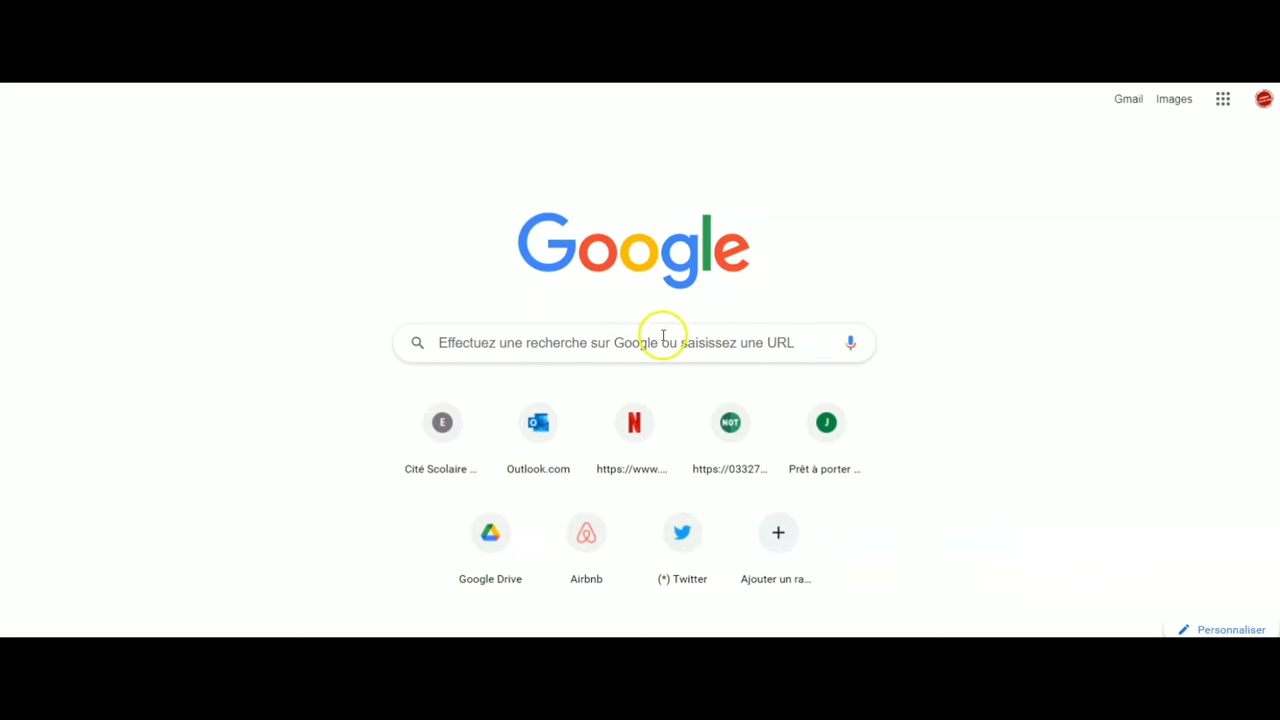 Gmail Images
Google
Effectuez une recherche sur Google ou saisissez une URL
E
NOT
J
Cité Scolaire ...
Outlook.com
https://www....
https://03327...
Prêt à porter ...
Google Drive
Airbnb
(*) Twitter
Ajouter un ra...
Personnaliser